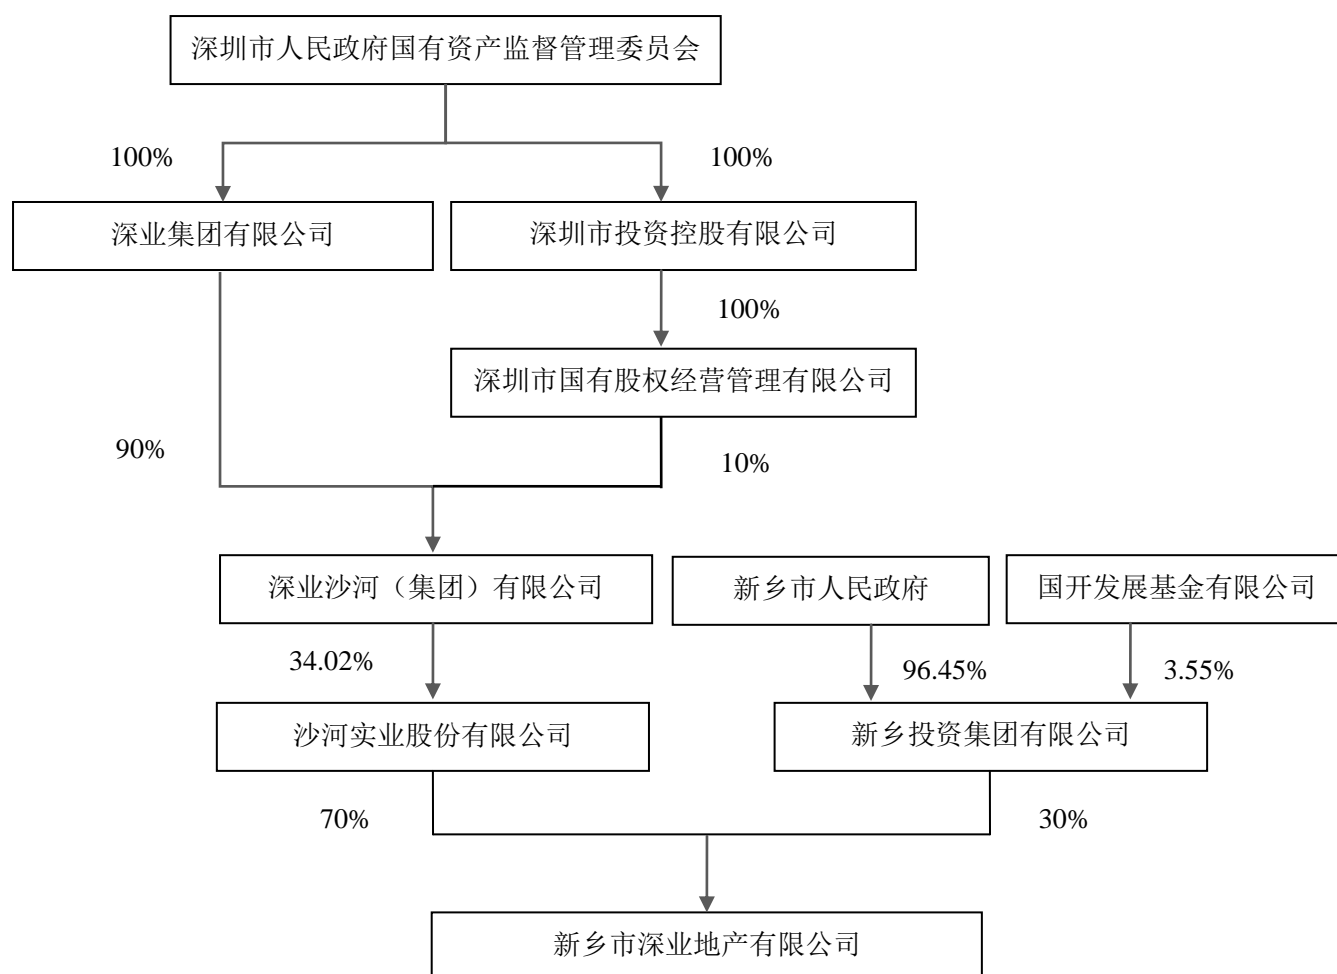 深圳市人民政府国有资产监督管理委员会
100%
100%
深业集团有限公司
深圳市投资控股有限公司
100%
深圳市国有股权经营管理有限公司
90%
10%
深业沙河（集团）有限公司
新乡市人民政府
国开发展基金有限公司
34.02%
96.45%
3.55%
沙河实业股份有限公司
新乡投资集团有限公司
70%
30%
新乡市深业地产有限公司